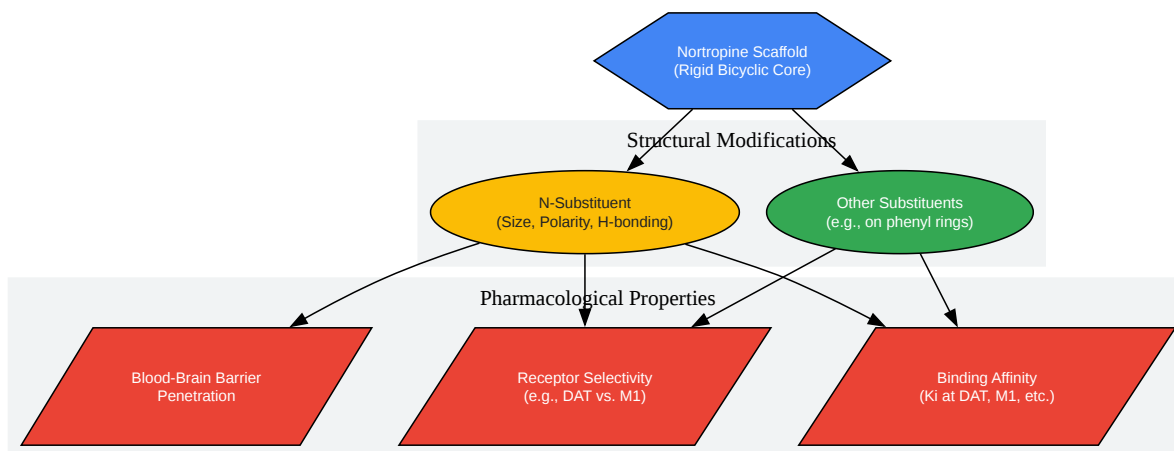 Nortropine Scaffold
(Rigid Bicyclic Core)
Structural Modifications
N-Substituent
(Size, Polarity, H-bonding)
Other Substituents
(e.g., on phenyl rings)
Pharmacological Properties
Blood-Brain Barrier
Penetration
Receptor Selectivity
(e.g., DAT vs. M1)
Binding Affinity
(Ki at DAT, M1, etc.)